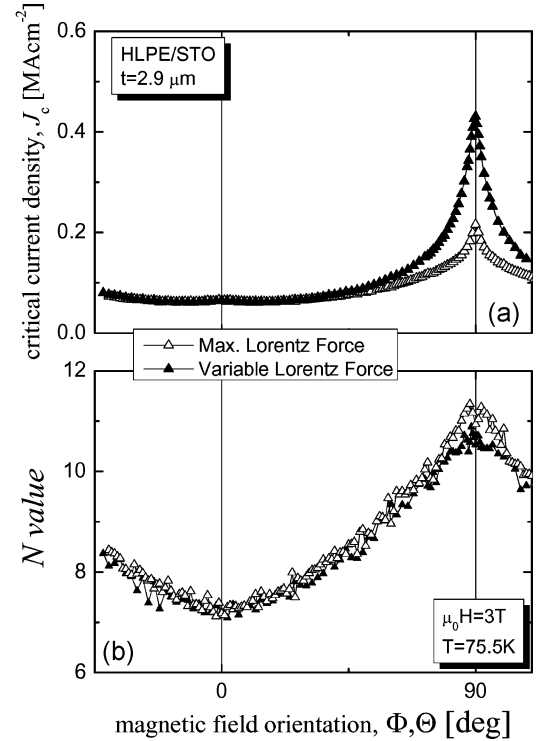 0.6
0.4
0.2
0.0
critical current density, Jc [MAcm-2]
HLPE/STO
t=2.9 μm
(a)
Max. Lorentz Force
Variable Lorentz Force
12
10
8
6
N value
(b)
μ0H=3T
T=75.5K
0
90
magnetic field orientation, Φ,Θ [deg]